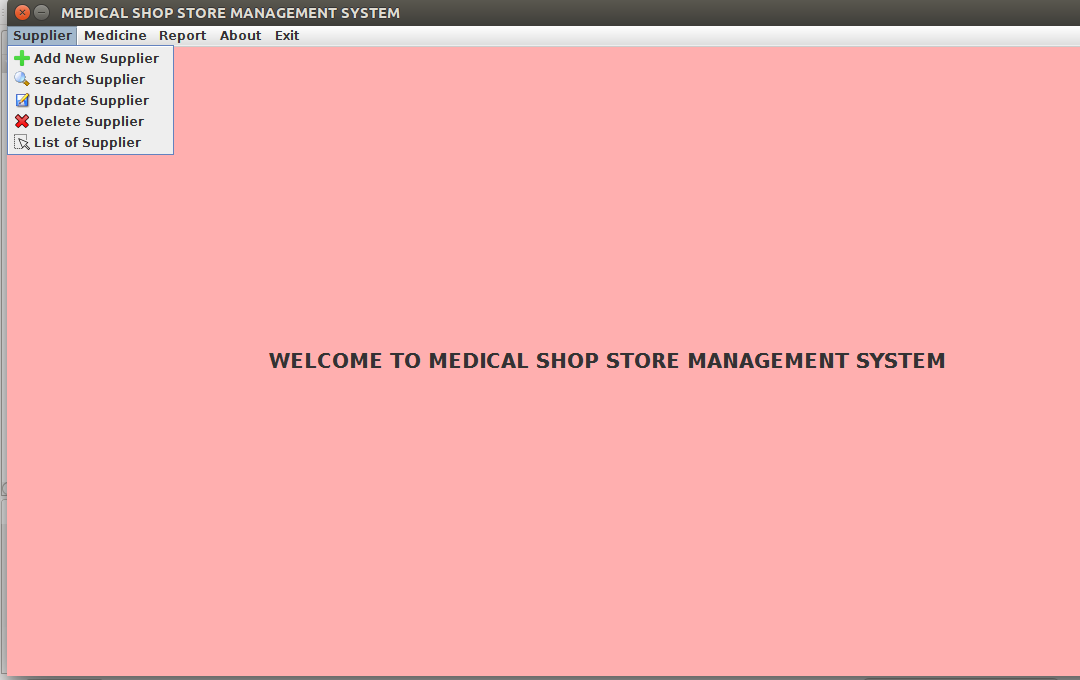 MEDICAL SHOP STORE MANAGEMENT SYSTEM
Supplier Medicine Report About Exit
Add New Supplier
search Supplier
Update Supplier
Delete Supplier
List of Supplier
WELCOME TO MEDICAL SHOP STORE MANAGEMENT SYSTEM